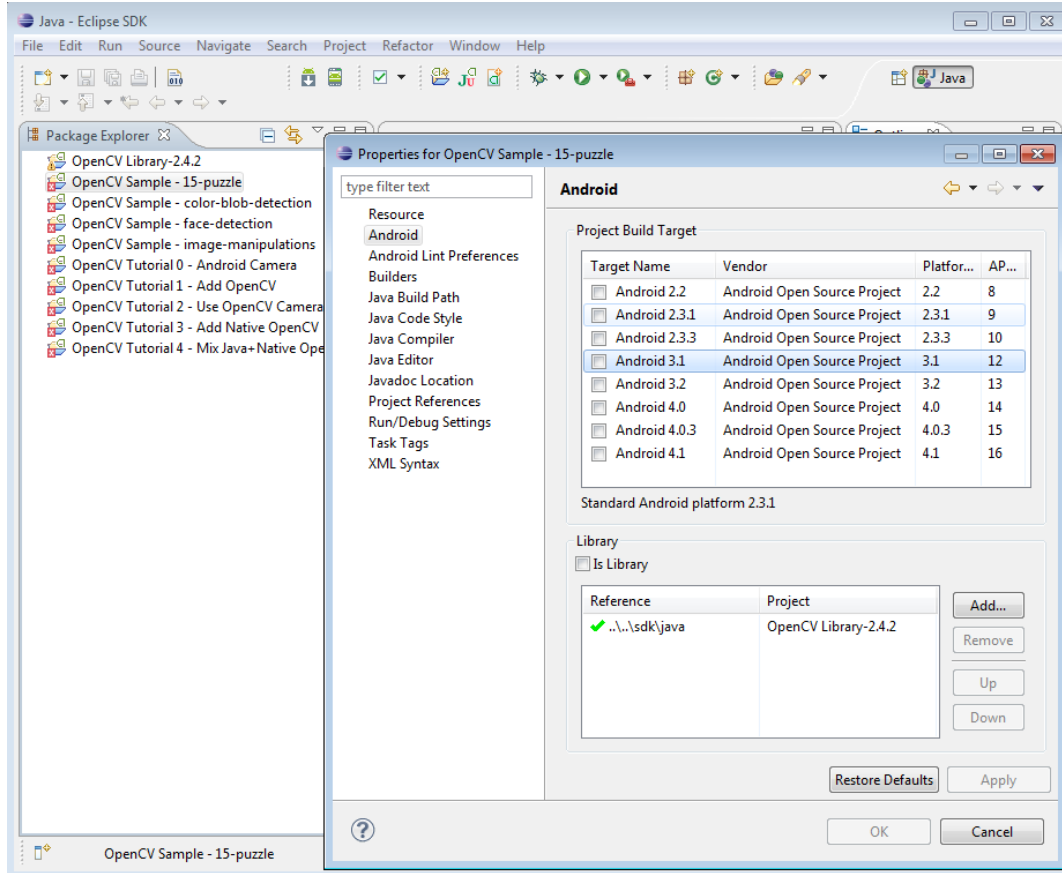 Java - Eclipse SDK
File Edit Run Source Navigate Search Project Refactor Window Help
Java
Package Explorer
OpenCV Library-2.4.2
OpenCV Sample - 15-puzzle
OpenCV Sample - color-blob-detection
OpenCV Sample - face-detection
OpenCV Sample - image-manipulations
OpenCV Tutorial 0 - Android Camera
OpenCV Tutorial 1 - Add OpenCV
OpenCV Tutorial 2 - Use OpenCV Camera
OpenCV Tutorial 3 - Add Native OpenCV
OpenCV Tutorial 4 - Mix Java+Native Ope
OpenCV Sample - 15-puzzle
Properties for OpenCV Sample - 15-puzzle
type filter text
Resource
Android
Android Lint Preferences
Builders
Java Build Path
Java Code Style
Java Compiler
Java Editor
Javadoc Location
Project References
Run/Debug Settings
Task Tags
XML Syntax
Android
Project Build Target
Target Name Vendor Platfor... AP...
Android 2.2 Android Open Source Project 2.2 8
Android 2.3.1 Android Open Source Project 2.3.1 9
Android 2.3.3 Android Open Source Project 2.3.3 10
Android 3.1 Android Open Source Project 3.1 12
Android 3.2 Android Open Source Project 3.2 13
Android 4.0 Android Open Source Project 4.0 14
Android 4.0.3 Android Open Source Project 4.0.3 15
Android 4.1 Android Open Source Project 4.1 16
Standard Android platform 2.3.1
Library
Is Library
Reference Project
..\..\sdk\java OpenCV Library-2.4.2
Add...
Remove
Up
Down
Restore Defaults Apply
OK Cancel